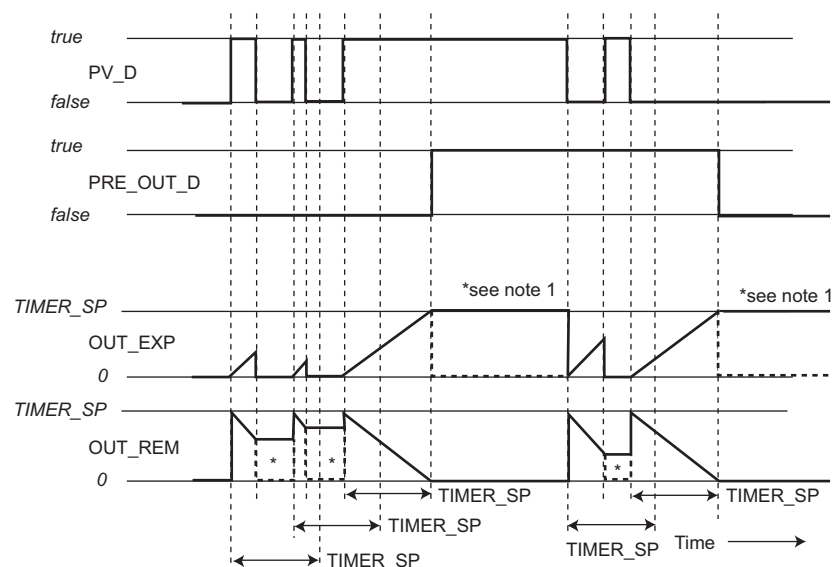 true
PV_D
false
true
PRE_OUT_D
false
*see note 1
*see note 1
TIMER_SP
OUT_EXP
0
TIMER_SP
OUT_REM
*
*
*
0
TIMER_SP
TIMER_SP
TIMER_SP
TIMER_SP
Time
TIMER_SP